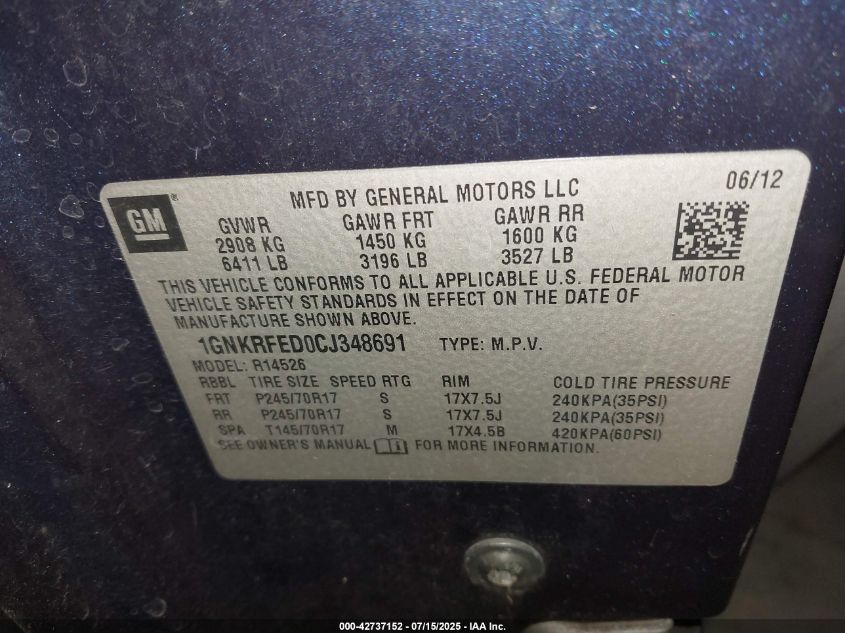 GM®
MFD BY GENERAL MOTORS LLC 06/12
GVWR GAWR FRT GAWR RR
2908 KG 1450 KG 1600 KG
6411 LB 3196 LB 3527 LB
THIS VEHICLE CONFORMS TO ALL APPLICABLE U.S. FEDERAL MOTOR
VEHICLE SAFETY STANDARDS IN EFFECT ON THE DATE OF
MANUFACTURE SHOWN ABOVE.
1GNKRFED0CJ348691 TYPE: M.P.V.
MODEL: R14526
RBBL TIRE SIZE SPEED RTG RIM COLD TIRE PRESSURE
FRT P245/70R17 S 17X7.5J 240KPA(35PSI)
RR P245/70R17 S 17X7.5J 240KPA(35PSI)
SPA T145/70R17 M 17X4.5B 420KPA(60PSI)
SEE OWNER'S MANUAL FOR MORE INFORMATION.
000-42737152 - 07/15/2025 - IAA Inc.